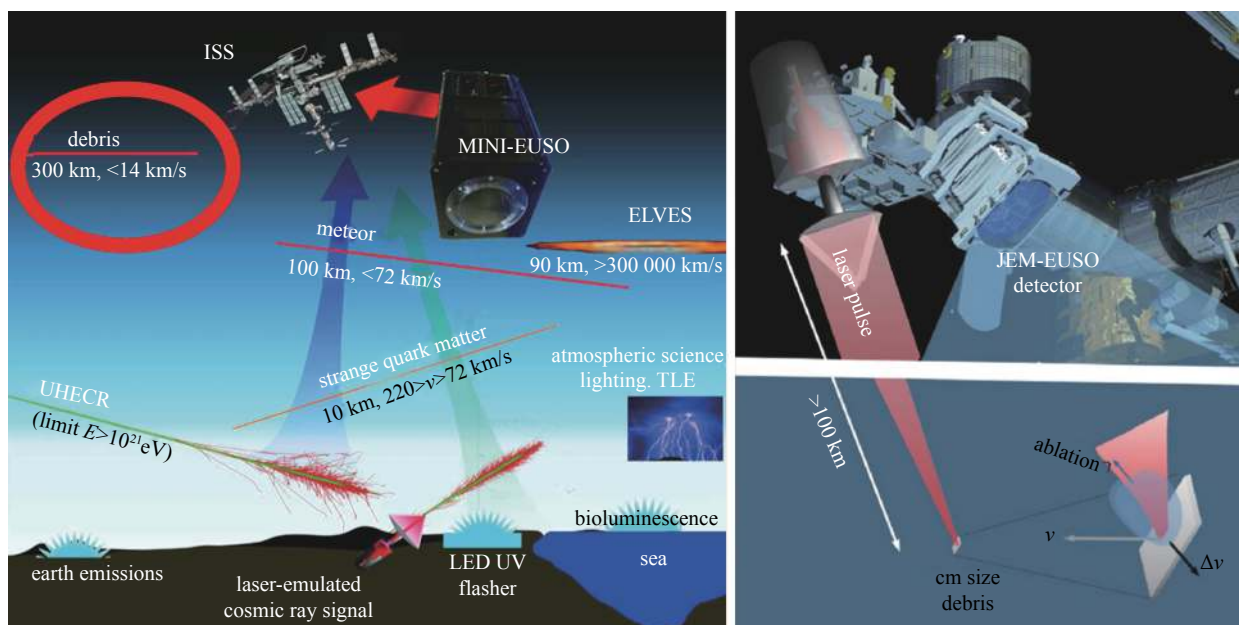 ISS
debris
300 km, <14 km/s
MINI-EUSO
ELVES
90 km, >300 000 km/s
meteor
100 km, <72 km/s
strange quark matter
10 km, 220>v>72 km/s
atmospheric science
lighting. TLE
UHECR
(limit E>10²¹eV)
bioluminescence
sea
earth emissions
LED UV
flasher
laser-emulated
cosmic ray signal
JEM-EUSO
detector
laser pulse
>100 km
ablation
v
Δv
cm size
debris